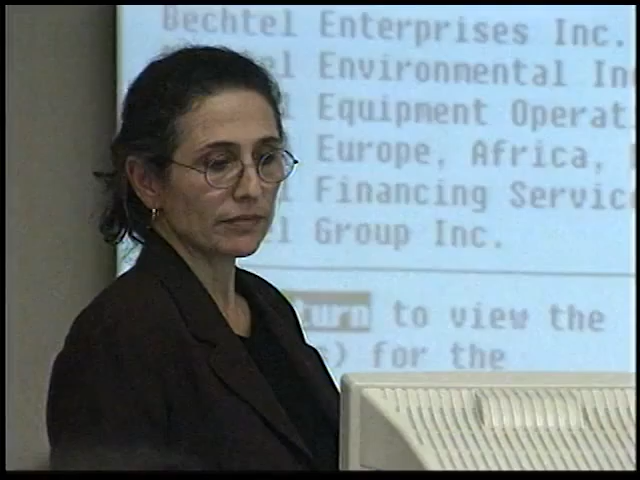 Bechtel Enterprises Inc.
Environmental In
Equipment Operat
Europe, Africa,
Financing Servic
Group Inc.
to view the
for the